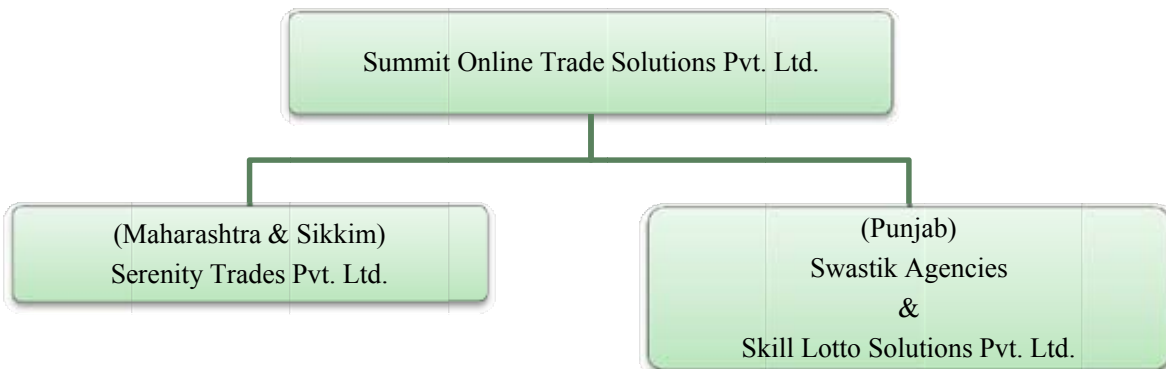 Summit Online Trade Solutions Pvt. Ltd.
(Maharashtra & Sikkim)
Serenity Trades Pvt. Ltd.
(Punjab)
Swastik Agencies
&
Skill Lotto Solutions Pvt. Ltd.